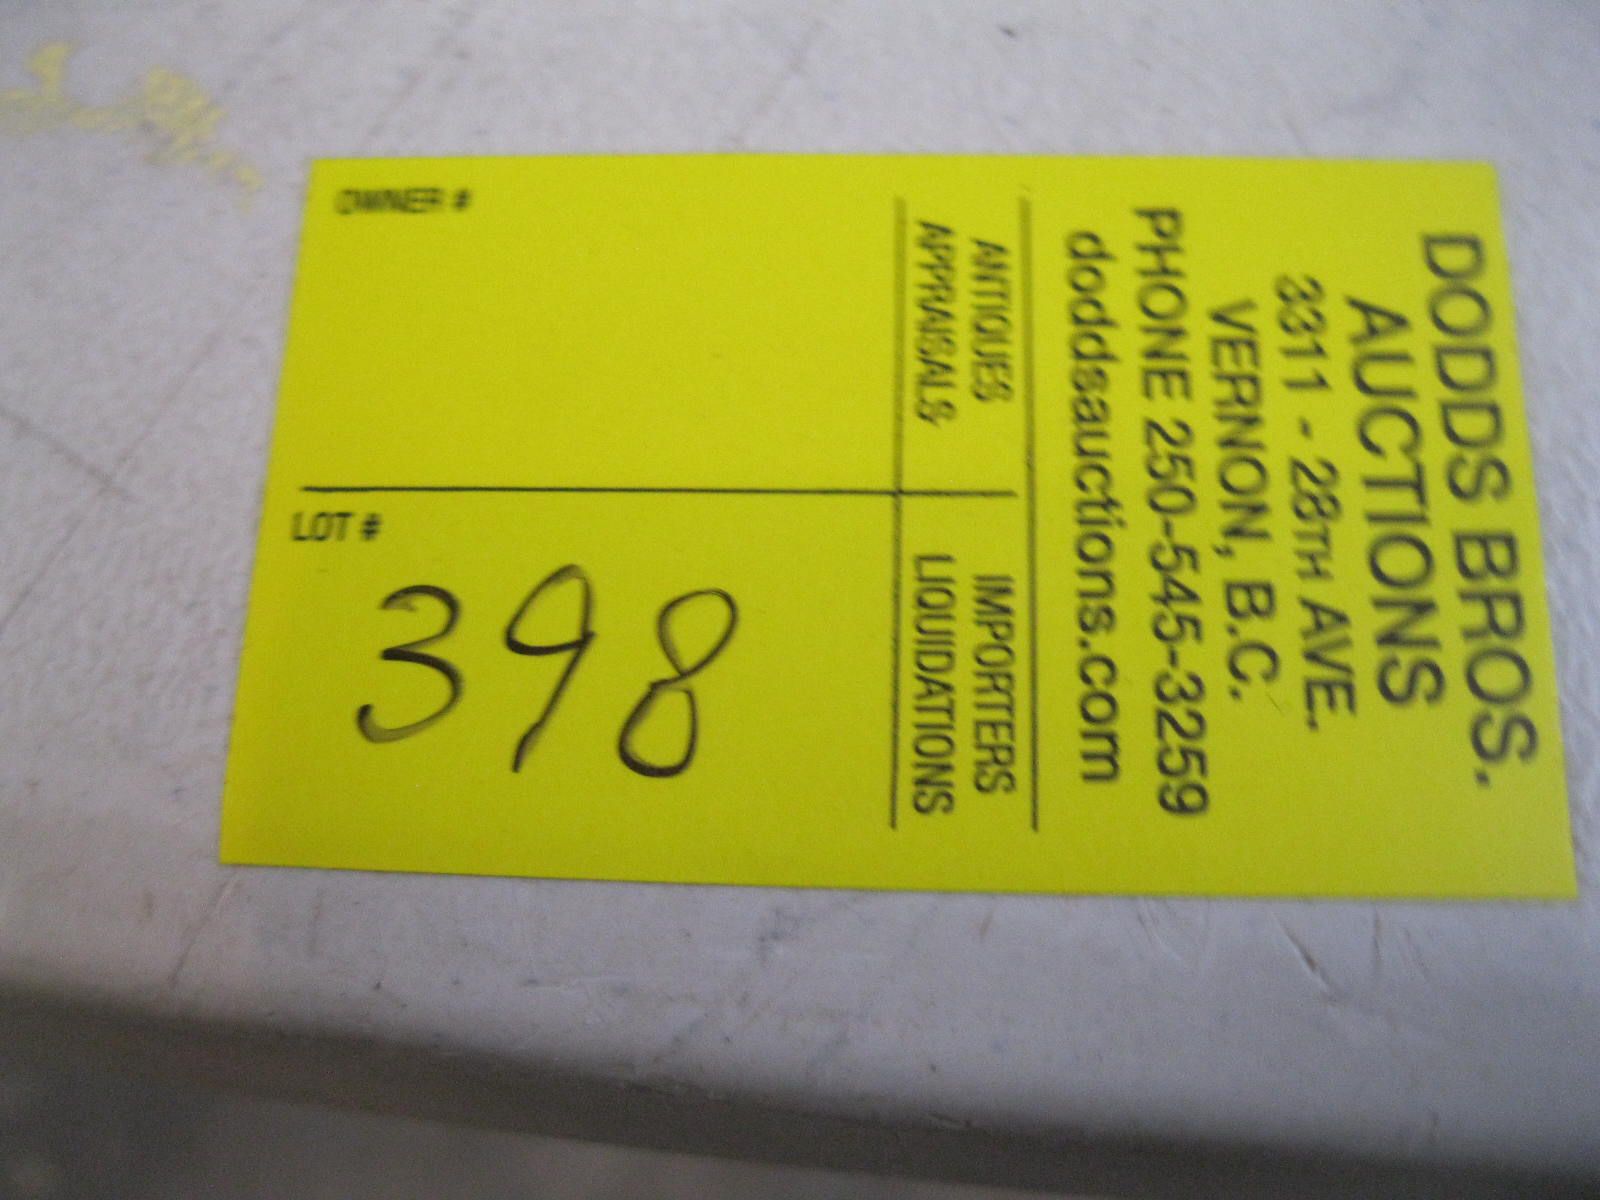 DODDS BROS.
AUCTIONS
3311 - 28TH AVE.
VERNON, B.C.
PHONE 250-545-3259
doddsauctions.com
ANTIQUES
APPRAISALS
IMPORTERS
LIQUIDATIONS
OWNER #
LOT #
398